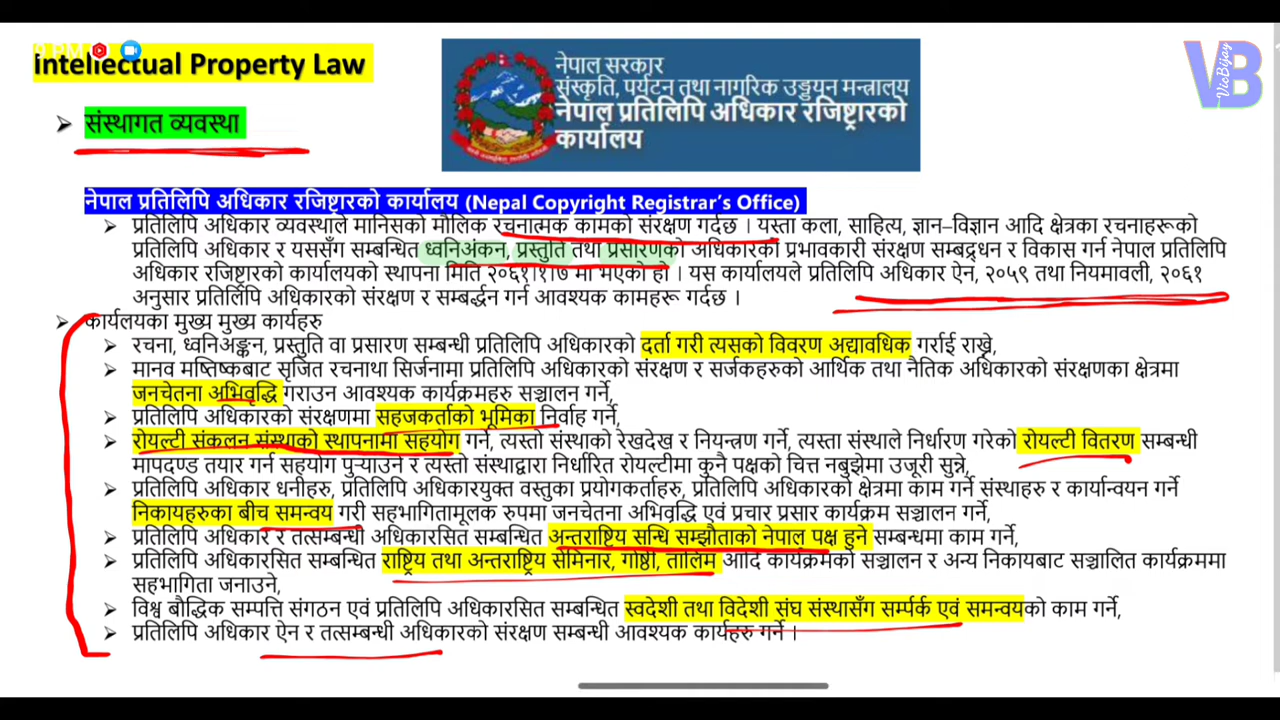 Intellectual Property Law
नेपाल सरकार
संस्कृति, पर्यटन तथा नागरिक उड्डयन मन्त्रालय
नेपाल प्रतिलिपि अधिकार रजिष्ट्रारको
कार्यालय
VB
VicBijay
➢ संस्थागत व्यवस्था
नेपाल प्रतिलिपि अधिकार रजिष्टारको कार्यालय (Nepal Copyright Registrar's Office)
➢ प्रतिलिपि अधिकार व्यवस्थाले मानिसको मौलिक रचनात्मक कामको संरक्षण गर्दछ । यस्ता कला, साहित्य, ज्ञान–विज्ञान आदि क्षेत्रका रचनाहरूको
प्रतिलिपि अधिकार र यससँग सम्बन्धित ध्वनिअंकन, प्रस्तुति तथा प्रसारणको अधिकारको प्रभावकारी संरक्षण सम्बद्र्धन र विकास गर्न नेपाल प्रतिलिपि
अधिकार रजिष्ट्रारको कार्यालयको स्थापना मिति २०६१।१।७ मा भएको हो । यस कार्यालयले प्रतिलिपि अधिकार ऐन, २०५९ तथा नियमावली, २०६१
अनुसार प्रतिलिपि अधिकारको संरक्षण र सम्बर्द्धन गर्न आवश्यक कामहरू गर्दछ ।
➢ कार्यलयका मुख्य मुख्य कार्यहरु
➢ रचना, ध्वनिअङ्कन, प्रस्तुति वा प्रसारण सम्बन्धी प्रतिलिपि अधिकारको दर्ता गरी त्यसको विवरण अद्यावधिक गर्राई राख्ने,
➢ मानव मष्तिष्कबाट सृजित रचनाथा सिर्जनामा प्रतिलिपि अधिकारको संरक्षण र सर्जकहरुको आर्थिक तथा नैतिक अधिकारको संरक्षणका क्षेत्रमा
जनचेतना अभिवृद्धि गराउन आवश्यक कार्यक्रमहरु सञ्चालन गर्ने,
➢ प्रतिलिपि अधिकारको संरक्षणमा सहजकर्ताको भूमिका निर्वाह गर्ने,
➢ रोयल्टी संकलन संस्थाको स्थापनामा सहयोग गर्ने, त्यस्तो संस्थाको रेखदेख र नियन्त्रण गर्ने, त्यस्ता संस्थाले निर्धारण गरेको रोयल्टी वितरण सम्बन्धी
मापदण्ड तयार गर्न सहयोग पुर्‍याउने र त्यस्तो संस्थाद्वारा निर्धारित रोयल्टीमा कुनै पक्षको चित्त नबुझेमा उजूरी सुन्ने,
➢ प्रतिलिपि अधिकार धनीहरु, प्रतिलिपि अधिकारयुक्त वस्तुका प्रयोगकर्ताहरु, प्रतिलिपि अधिकारको क्षेत्रमा काम गर्ने संस्थाहरु र कार्यान्वयन गर्ने
निकायहरुका बीच समन्वय गरी सहभागितामूलक रुपमा जनचेतना अभिवृद्धि एवं प्रचार प्रसार कार्यक्रम सञ्चालन गर्ने,
➢ प्रतिलिपि अधिकार र तत्सम्बन्धी अधिकारसित सम्बन्धित अन्तराष्टिय सन्धि सम्झौताको नेपाल पक्ष हुने सम्बन्धमा काम गर्ने,
➢ प्रतिलिपि अधिकारसित सम्बन्धित राष्ट्रिय तथा अन्तराष्ट्रिय सेमिनार, गोष्ठी, तालिम आदि कार्यक्रमको सञ्चालन र अन्य निकायबाट सञ्चालित कार्यक्रममा
सहभागिता जनाउने,
➢ विश्व बौद्धिक सम्पत्ति संगठन एवं प्रतिलिपि अधिकारसित सम्बन्धित स्वदेशी तथा विदेशी संघ संस्थासँग सर्म्पर्क एवं समन्वयको काम गर्ने,
➢ प्रतिलिपि अधिकार ऐन र तत्सम्बन्धी अधिकारको संरक्षण सम्बन्धी आवश्यक कार्यहरु गर्ने ।